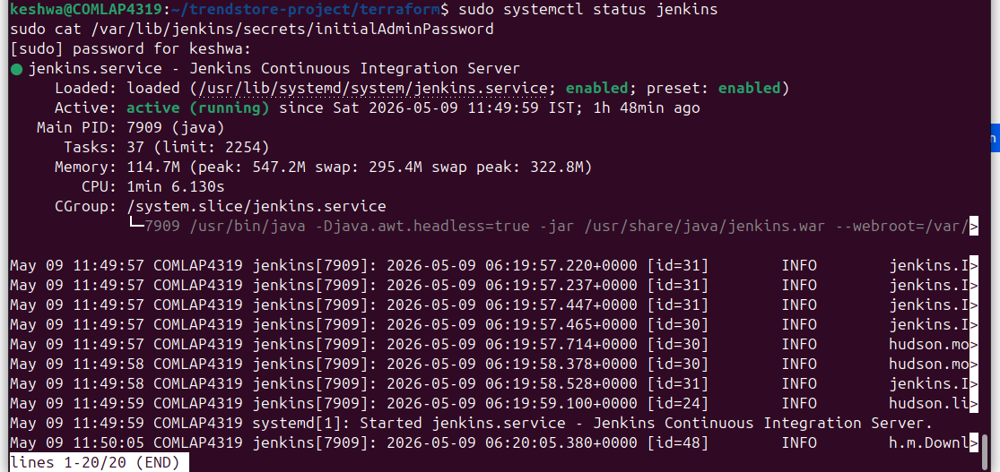 keshwa@COMLAP4319:~/trendstore-project/terraform$ sudo systemctl status jenkins
sudo cat /var/lib/jenkins/secrets/initialAdminPassword
[sudo] password for keshwa:
● jenkins.service - Jenkins Continuous Integration Server
     Loaded: loaded (/usr/lib/systemd/system/jenkins.service; enabled; preset: enabled)
     Active: active (running) since Sat 2026-05-09 11:49:59 IST; 1h 48min ago
   Main PID: 7909 (java)
      Tasks: 37 (limit: 2254)
     Memory: 114.7M (peak: 547.2M swap: 295.4M swap peak: 322.8M)
        CPU: 1min 6.130s
     CGroup: /system.slice/jenkins.service
             └─7909 /usr/bin/java -Djava.awt.headless=true -jar /usr/share/java/jenkins.war --webroot=/var/>
May 09 11:49:57 COMLAP4319 jenkins[7909]: 2026-05-09 06:19:57.220+0000 [id=31]        INFO        jenkins.I>
May 09 11:49:57 COMLAP4319 jenkins[7909]: 2026-05-09 06:19:57.237+0000 [id=31]        INFO        jenkins.I>
May 09 11:49:57 COMLAP4319 jenkins[7909]: 2026-05-09 06:19:57.447+0000 [id=31]        INFO        jenkins.I>
May 09 11:49:57 COMLAP4319 jenkins[7909]: 2026-05-09 06:19:57.465+0000 [id=30]        INFO        jenkins.I>
May 09 11:49:57 COMLAP4319 jenkins[7909]: 2026-05-09 06:19:57.714+0000 [id=30]        INFO        hudson.mo>
May 09 11:49:58 COMLAP4319 jenkins[7909]: 2026-05-09 06:19:58.378+0000 [id=30]        INFO        hudson.mo>
May 09 11:49:58 COMLAP4319 jenkins[7909]: 2026-05-09 06:19:58.528+0000 [id=31]        INFO        jenkins.I>
May 09 11:49:59 COMLAP4319 jenkins[7909]: 2026-05-09 06:19:59.100+0000 [id=24]        INFO        hudson.li>
May 09 11:49:59 COMLAP4319 systemd[1]: Started jenkins.service - Jenkins Continuous Integration Server.
May 09 11:50:05 COMLAP4319 jenkins[7909]: 2026-05-09 06:20:05.380+0000 [id=48]        INFO        h.m.Downl>
lines 1-20/20 (END)